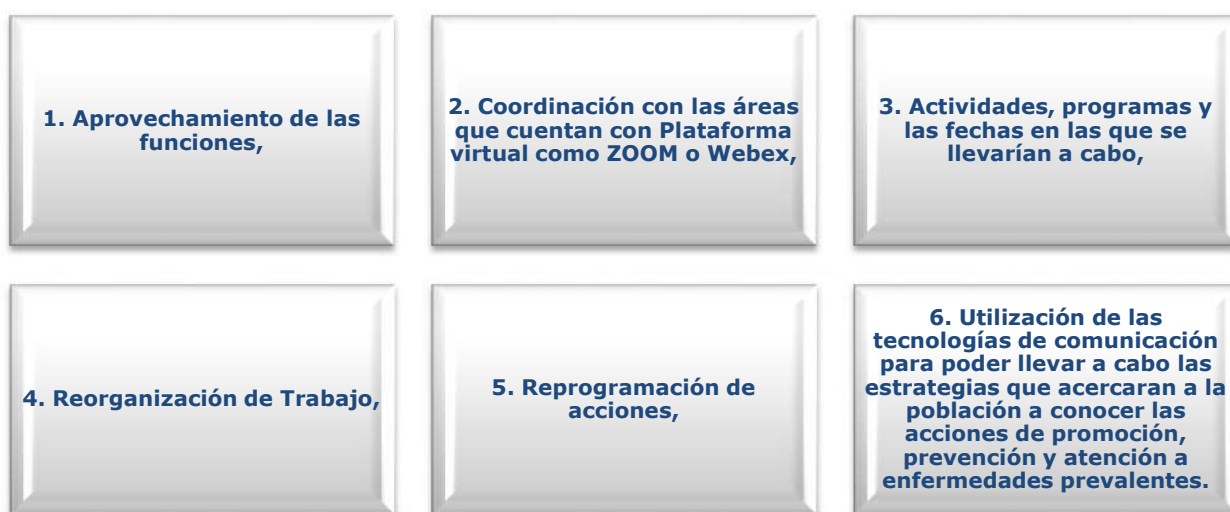 1. Aprovechamiento de las
funciones,
2. Coordinación con las áreas
que cuentan con Plataforma
virtual como ZOOM o Webex,
3. Actividades, programas y
las fechas en las que se
llevarían a cabo,
4. Reorganización de Trabajo,
5. Reprogramación de
acciones,
6. Utilización de las
tecnologías de comunicación
para poder llevar a cabo las
estrategias que acercaran a la
población a conocer las
acciones de promoción,
prevención y atención a
enfermedades prevalentes.